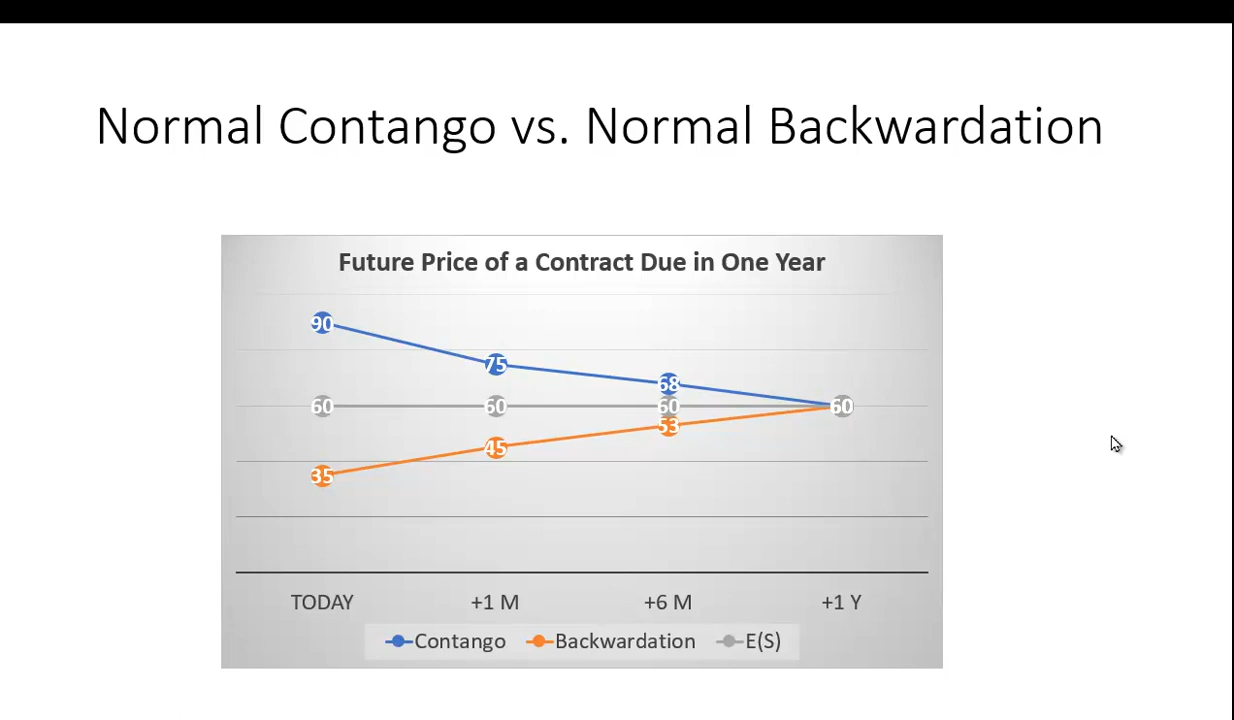 Normal Contango vs. Normal Backwardation
Future Price of a Contract Due in One Year
90
75
68
60 60 60 60
53
45
35
TODAY +1 M +6 M +1 Y
Contango Backwardation E(S)